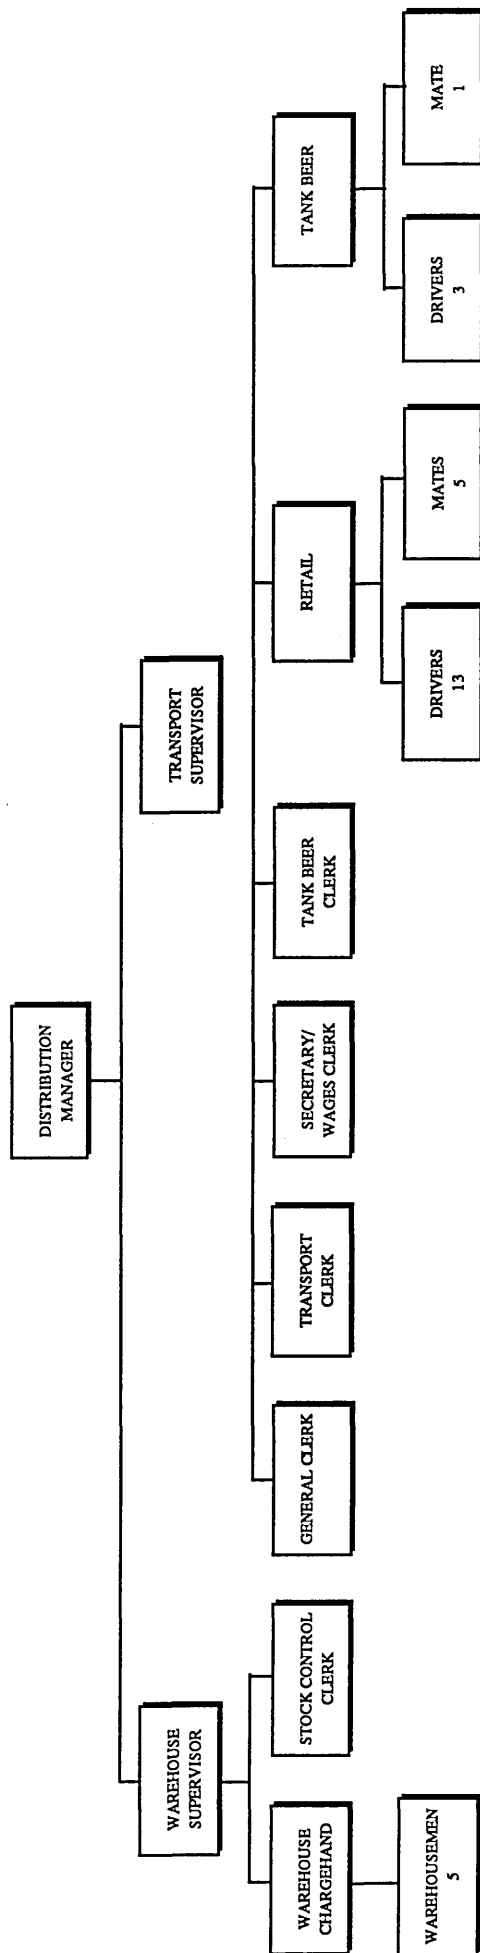 DISTRIBUTION
MANAGER
WAREHOUSE
SUPERVISOR
TRANSPORT
SUPERVISOR
WAREHOUSE
CHARGEHAND
STOCK CONTROL
CLERK
GENERAL CLERK
TRANSPORT
CLERK
SECRETARY/
WAGES CLERK
TANK BEER
CLERK
RETAIL
TANK BEER
WAREHOUSEMEN
5
DRIVERS
13
MATES
5
DRIVERS
3
MATE
1